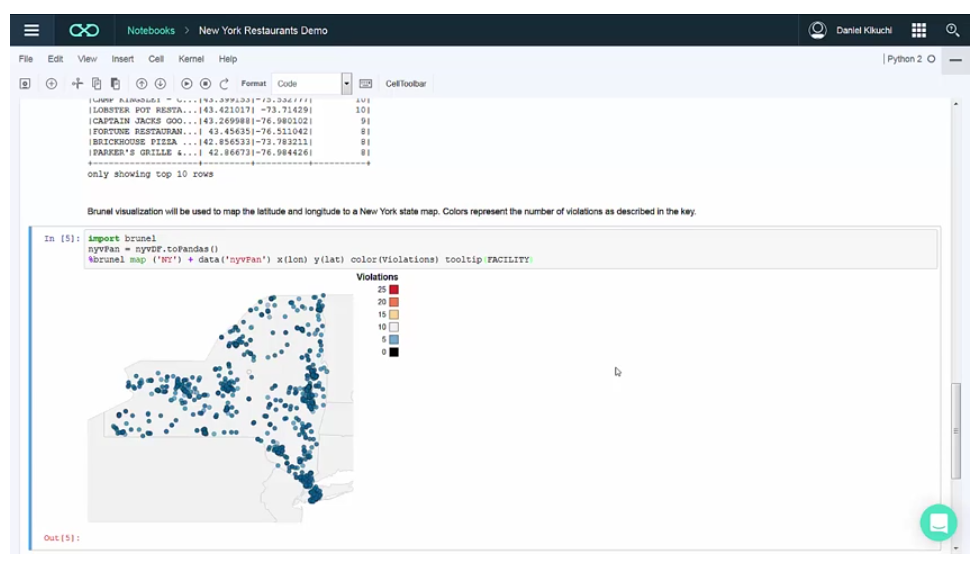 Notebooks > New York Restaurants Demo
Daniel Kikuchi
File Edit View Insert Cell Kernel Help
| Python 2
Format Code CellToolbar
|LOBSTER POT RESTA...|43.421017| -73.71429| 10|
|CAPTAIN JACKS GOO...|43.269988|-76.980102| 9|
|FORTUNE RESTAURAN...| 43.45635|-76.511042| 8|
|BRICKHOUSE PIZZA ...|42.856533|-73.783211| 8|
|PARKER'S GRILLE &...| 42.86673|-76.984426| 8|
+--------------------+---------+----------+----------+
only showing top 10 rows
Brunel visualization will be used to map the latitude and longitude to a New York state map. Colors represent the number of violations as described in the key.
In [5]: import brunel
nyvPan = nyvDF.toPandas()
%brunel map ('NY') + data('nyvPan') x(lon) y(lat) color(Violations) tooltip(FACILITY)
Violations
25
20
15
10
5
0
Out[5]: